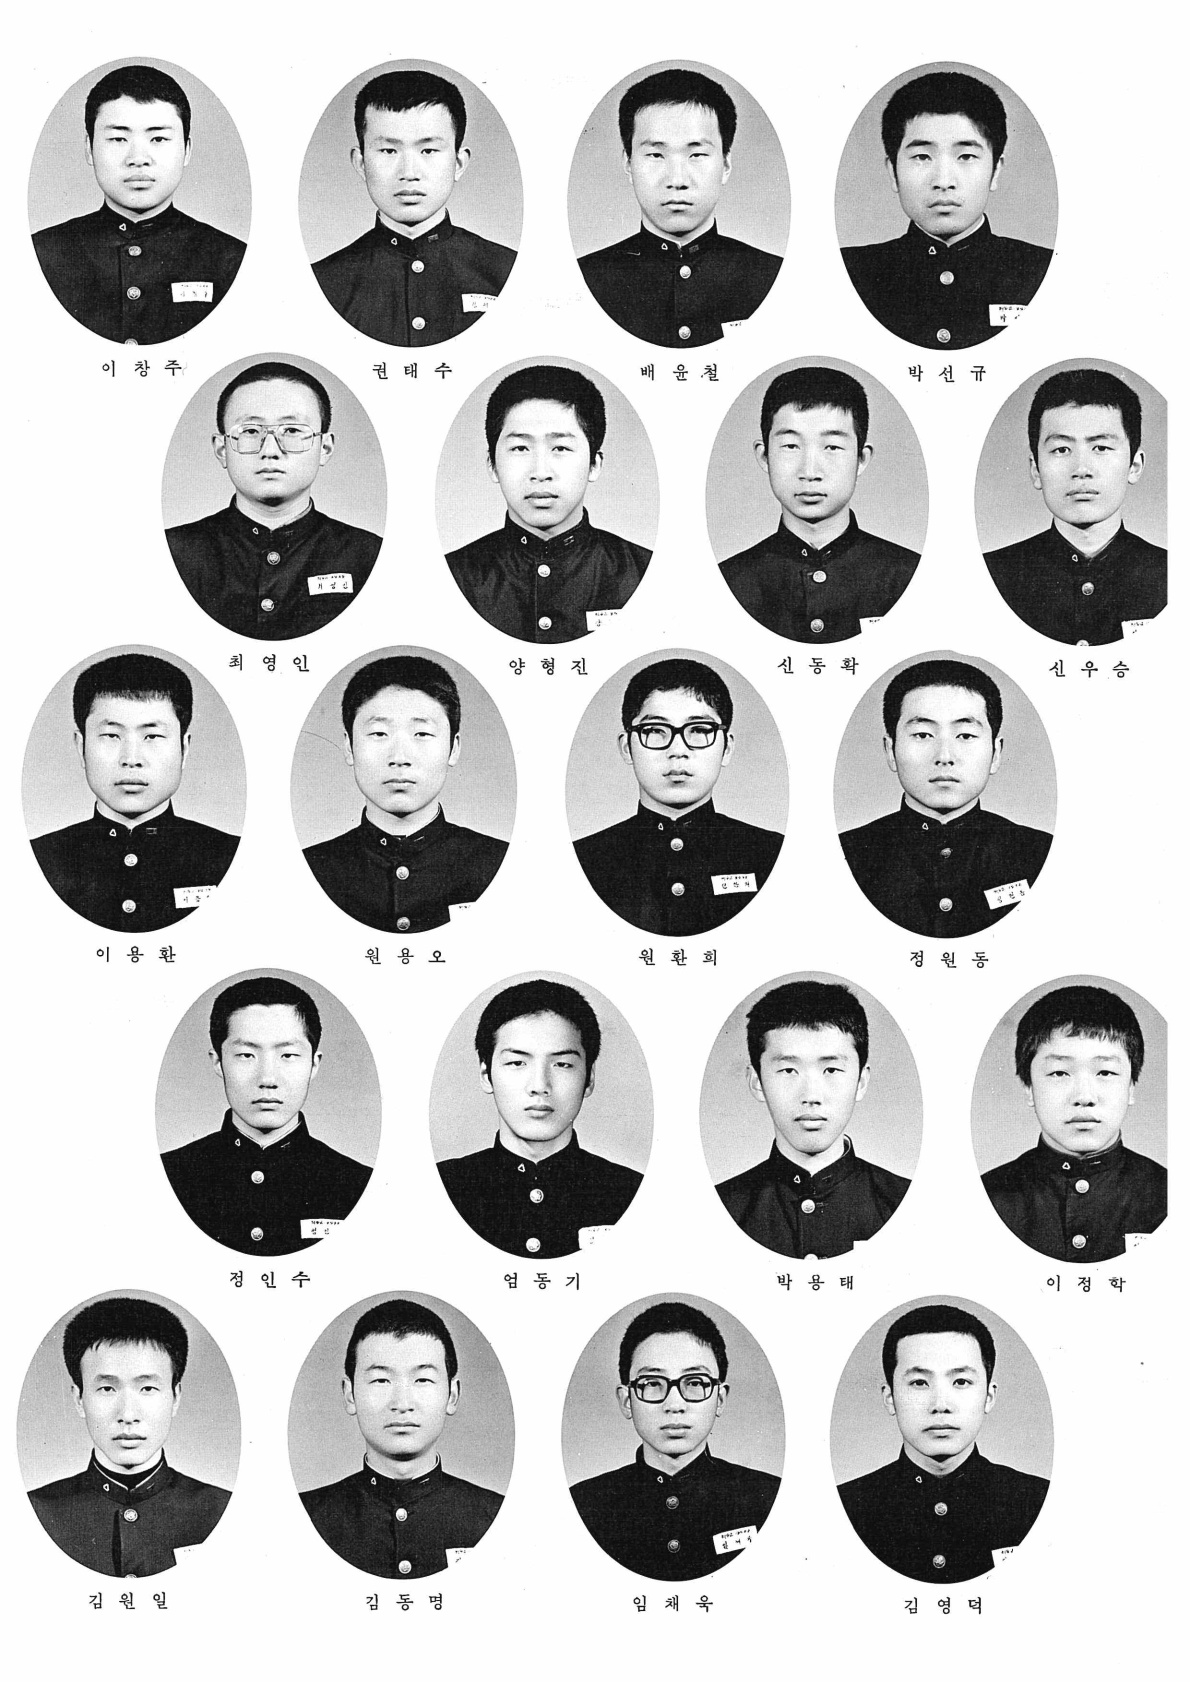 이창주 권태수 배윤철 박선규
최영인 양형진 신동확 신우승
이용환 원용오 원환희 정원동
정인수 엄동기 박용태 이정학
김원일 김동명 임채욱 김영덕